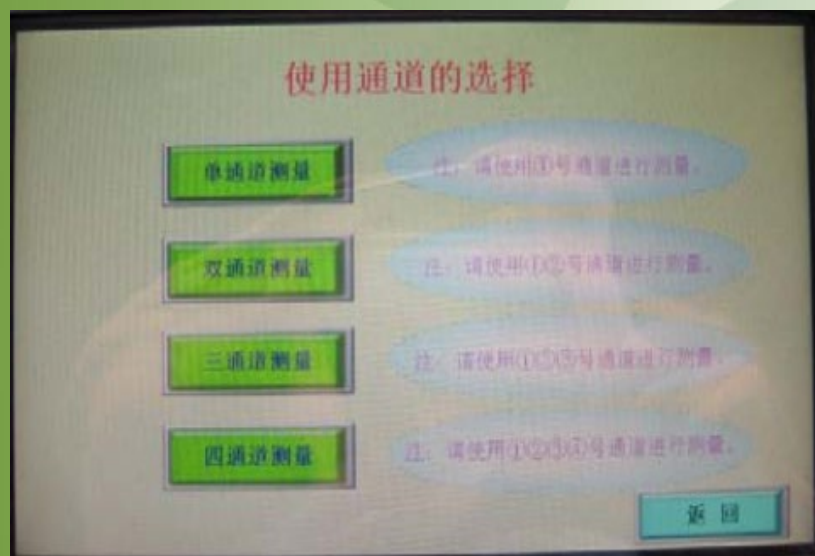 使用通道的选择
单通道测量
注：请使用①号通道进行测量。
双通道测量
注：请使用①②号通道进行测量。
三通道测量
注：请使用①②③号通道进行测量。
四通道测量
注：请使用①②③④号通道进行测量。
返 回